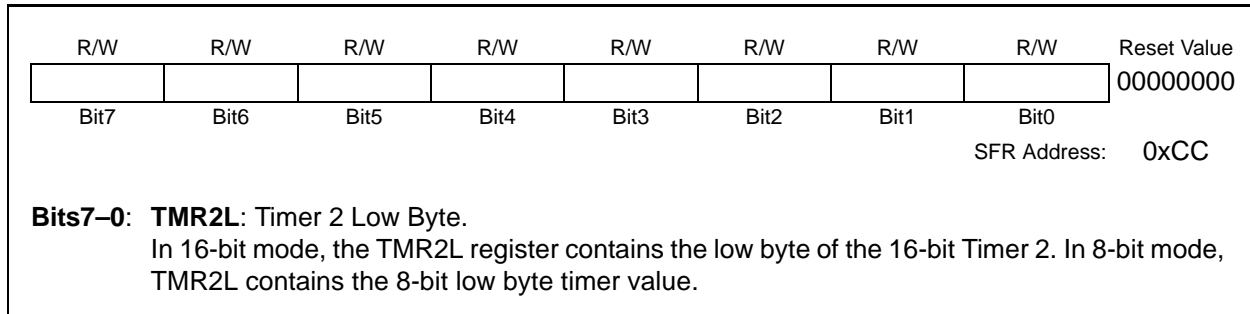 R/W R/W R/W R/W R/W R/W R/W R/W Reset Value
00000000
Bit7 Bit6 Bit5 Bit4 Bit3 Bit2 Bit1 Bit0
SFR Address: 0xCC
Bits7–0: TMR2L: Timer 2 Low Byte.
In 16-bit mode, the TMR2L register contains the low byte of the 16-bit Timer 2. In 8-bit mode,
TMR2L contains the 8-bit low byte timer value.